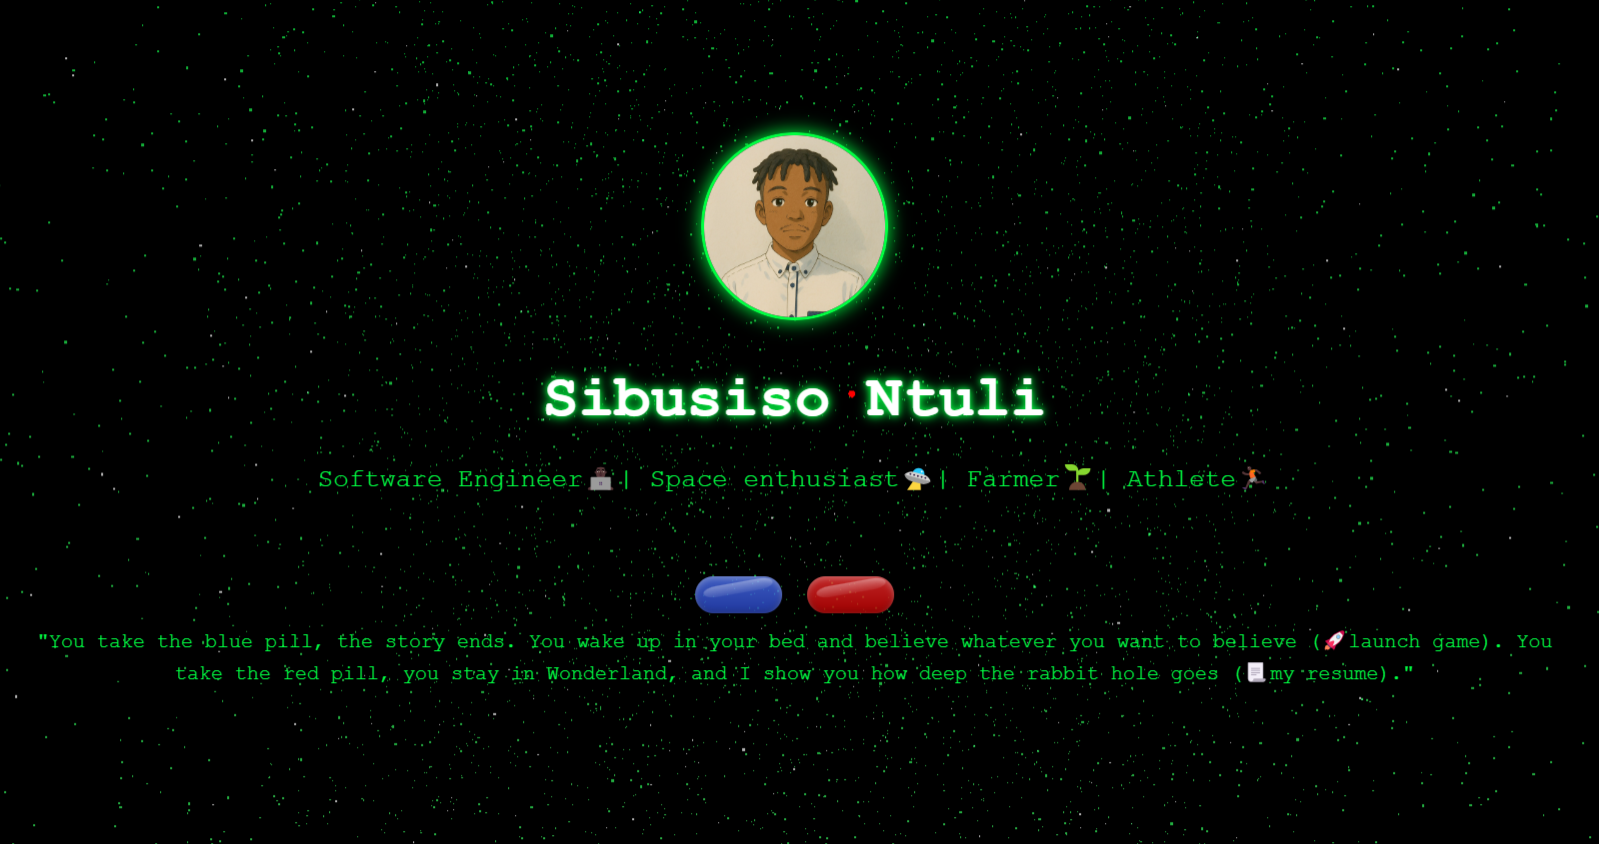 Sibusiso Ntuli
Software Engineer👨🏿‍💻| Space enthusiast🛸| Farmer🌱| Athlete🏃🏿
"You take the blue pill, the story ends. You wake up in your bed and believe whatever you want to believe (🚀launch game). You
take the red pill, you stay in Wonderland, and I show you how deep the rabbit hole goes (📃my resume)."